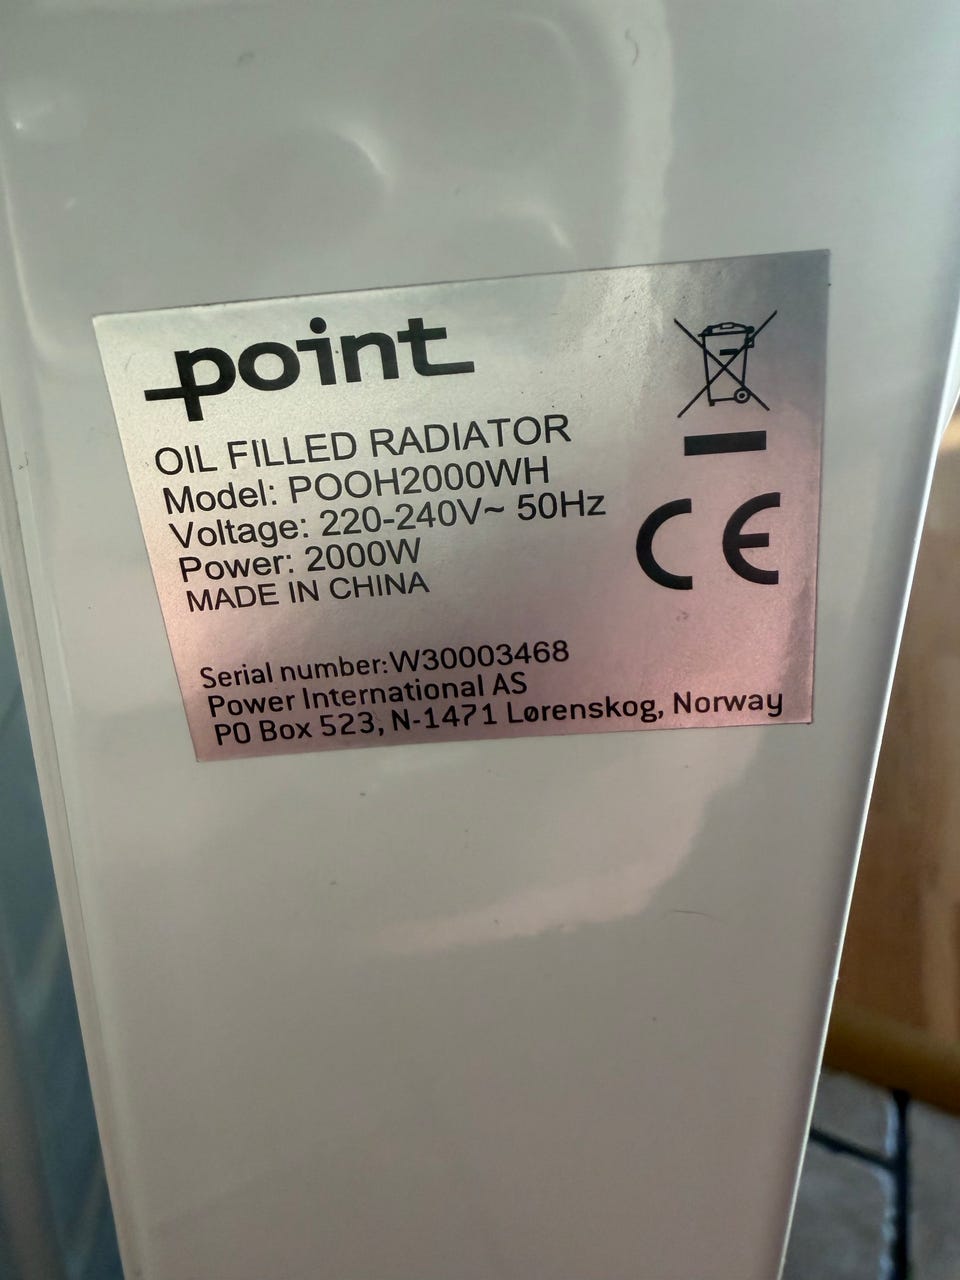 point
OIL FILLED RADIATOR
Model: POOH2000WH
Voltage: 220-240V~ 50Hz
Power: 2000W
MADE IN CHINA
CE
Serial number:W30003468
Power International AS
PO Box 523, N-1471 Lørenskog, Norway